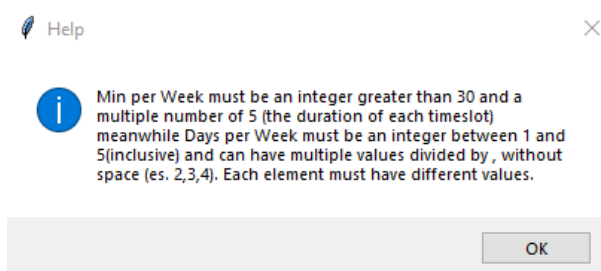 Help
Min per Week must be an integer greater than 30 and a
multiple number of 5 (the duration of each timeslot)
meanwhile Days per Week must be an integer between 1 and
5(inclusive) and can have multiple values divided by , without
space (es. 2,3,4). Each element must have different values.
OK